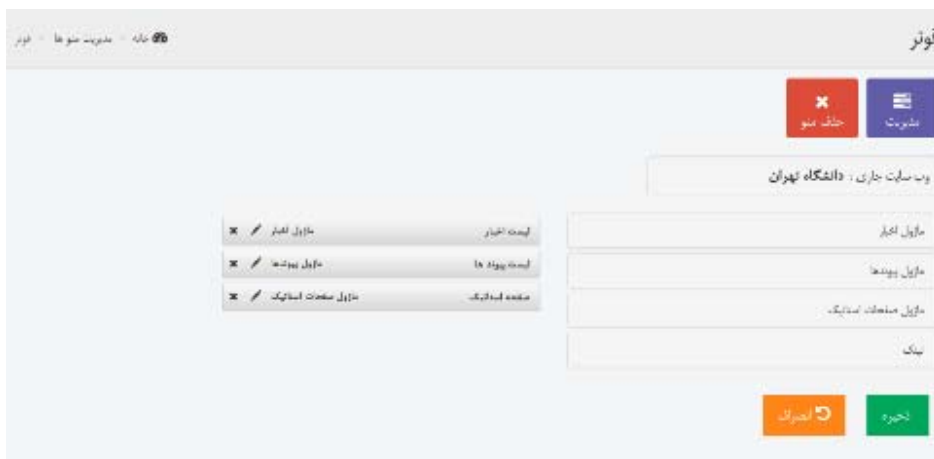 فوتر
خانه - مدیریت منو ها - فوتر
مدیریت
حذف منو
وب سایت جاری : دانشگاه تهران
ماژول اخبار
ماژول پیوندها
ماژول صفحات استاتیک
لینک
لیست اخبار ماژول اخبار
لیست پیوند ها ماژول پیوندها
صفحه استاتیک ماژول صفحات استاتیک
ذخیره
انصراف